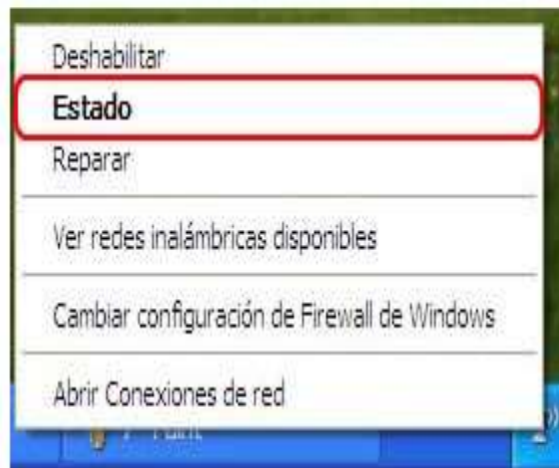 Deshabilitar
Estado
Reparar
Ver redes inalámbricas disponibles
Cambiar configuración de Firewall de Windows
Abrir Conexiones de red